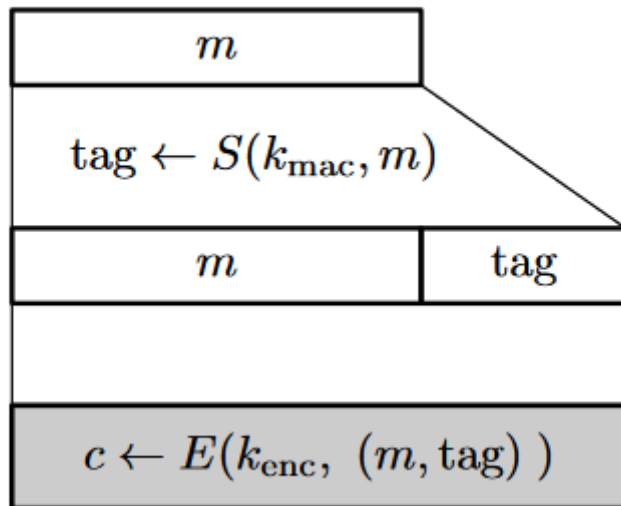 m
tag ← S(k_mac, m)
m tag
c ← E(k_enc, (m, tag) )